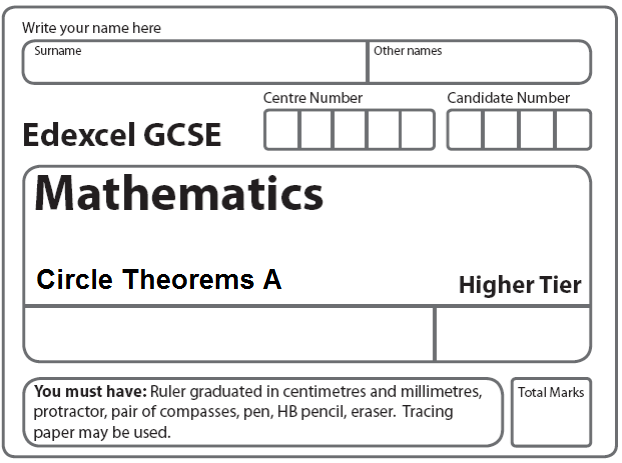 Write your name here
Surname
Other names
Centre Number
Candidate Number
Edexcel GCSE
Mathematics
Circle Theorems A
Higher Tier
You must have: Ruler graduated in centimetres and millimetres,
protractor, pair of compasses, pen, HB pencil, eraser. Tracing
paper may be used.
Total Marks